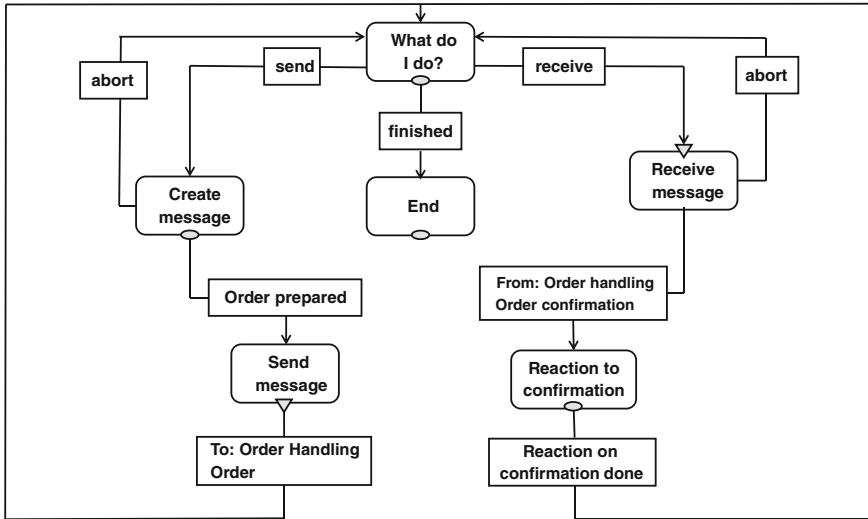 What do
I do?
send
receive
abort
abort
finished
Create
message
End
Receive
message
Order prepared
From: Order handling
Order confirmation
Send
message
Reaction to
confirmation
To: Order Handling
Order
Reaction on
confirmation done